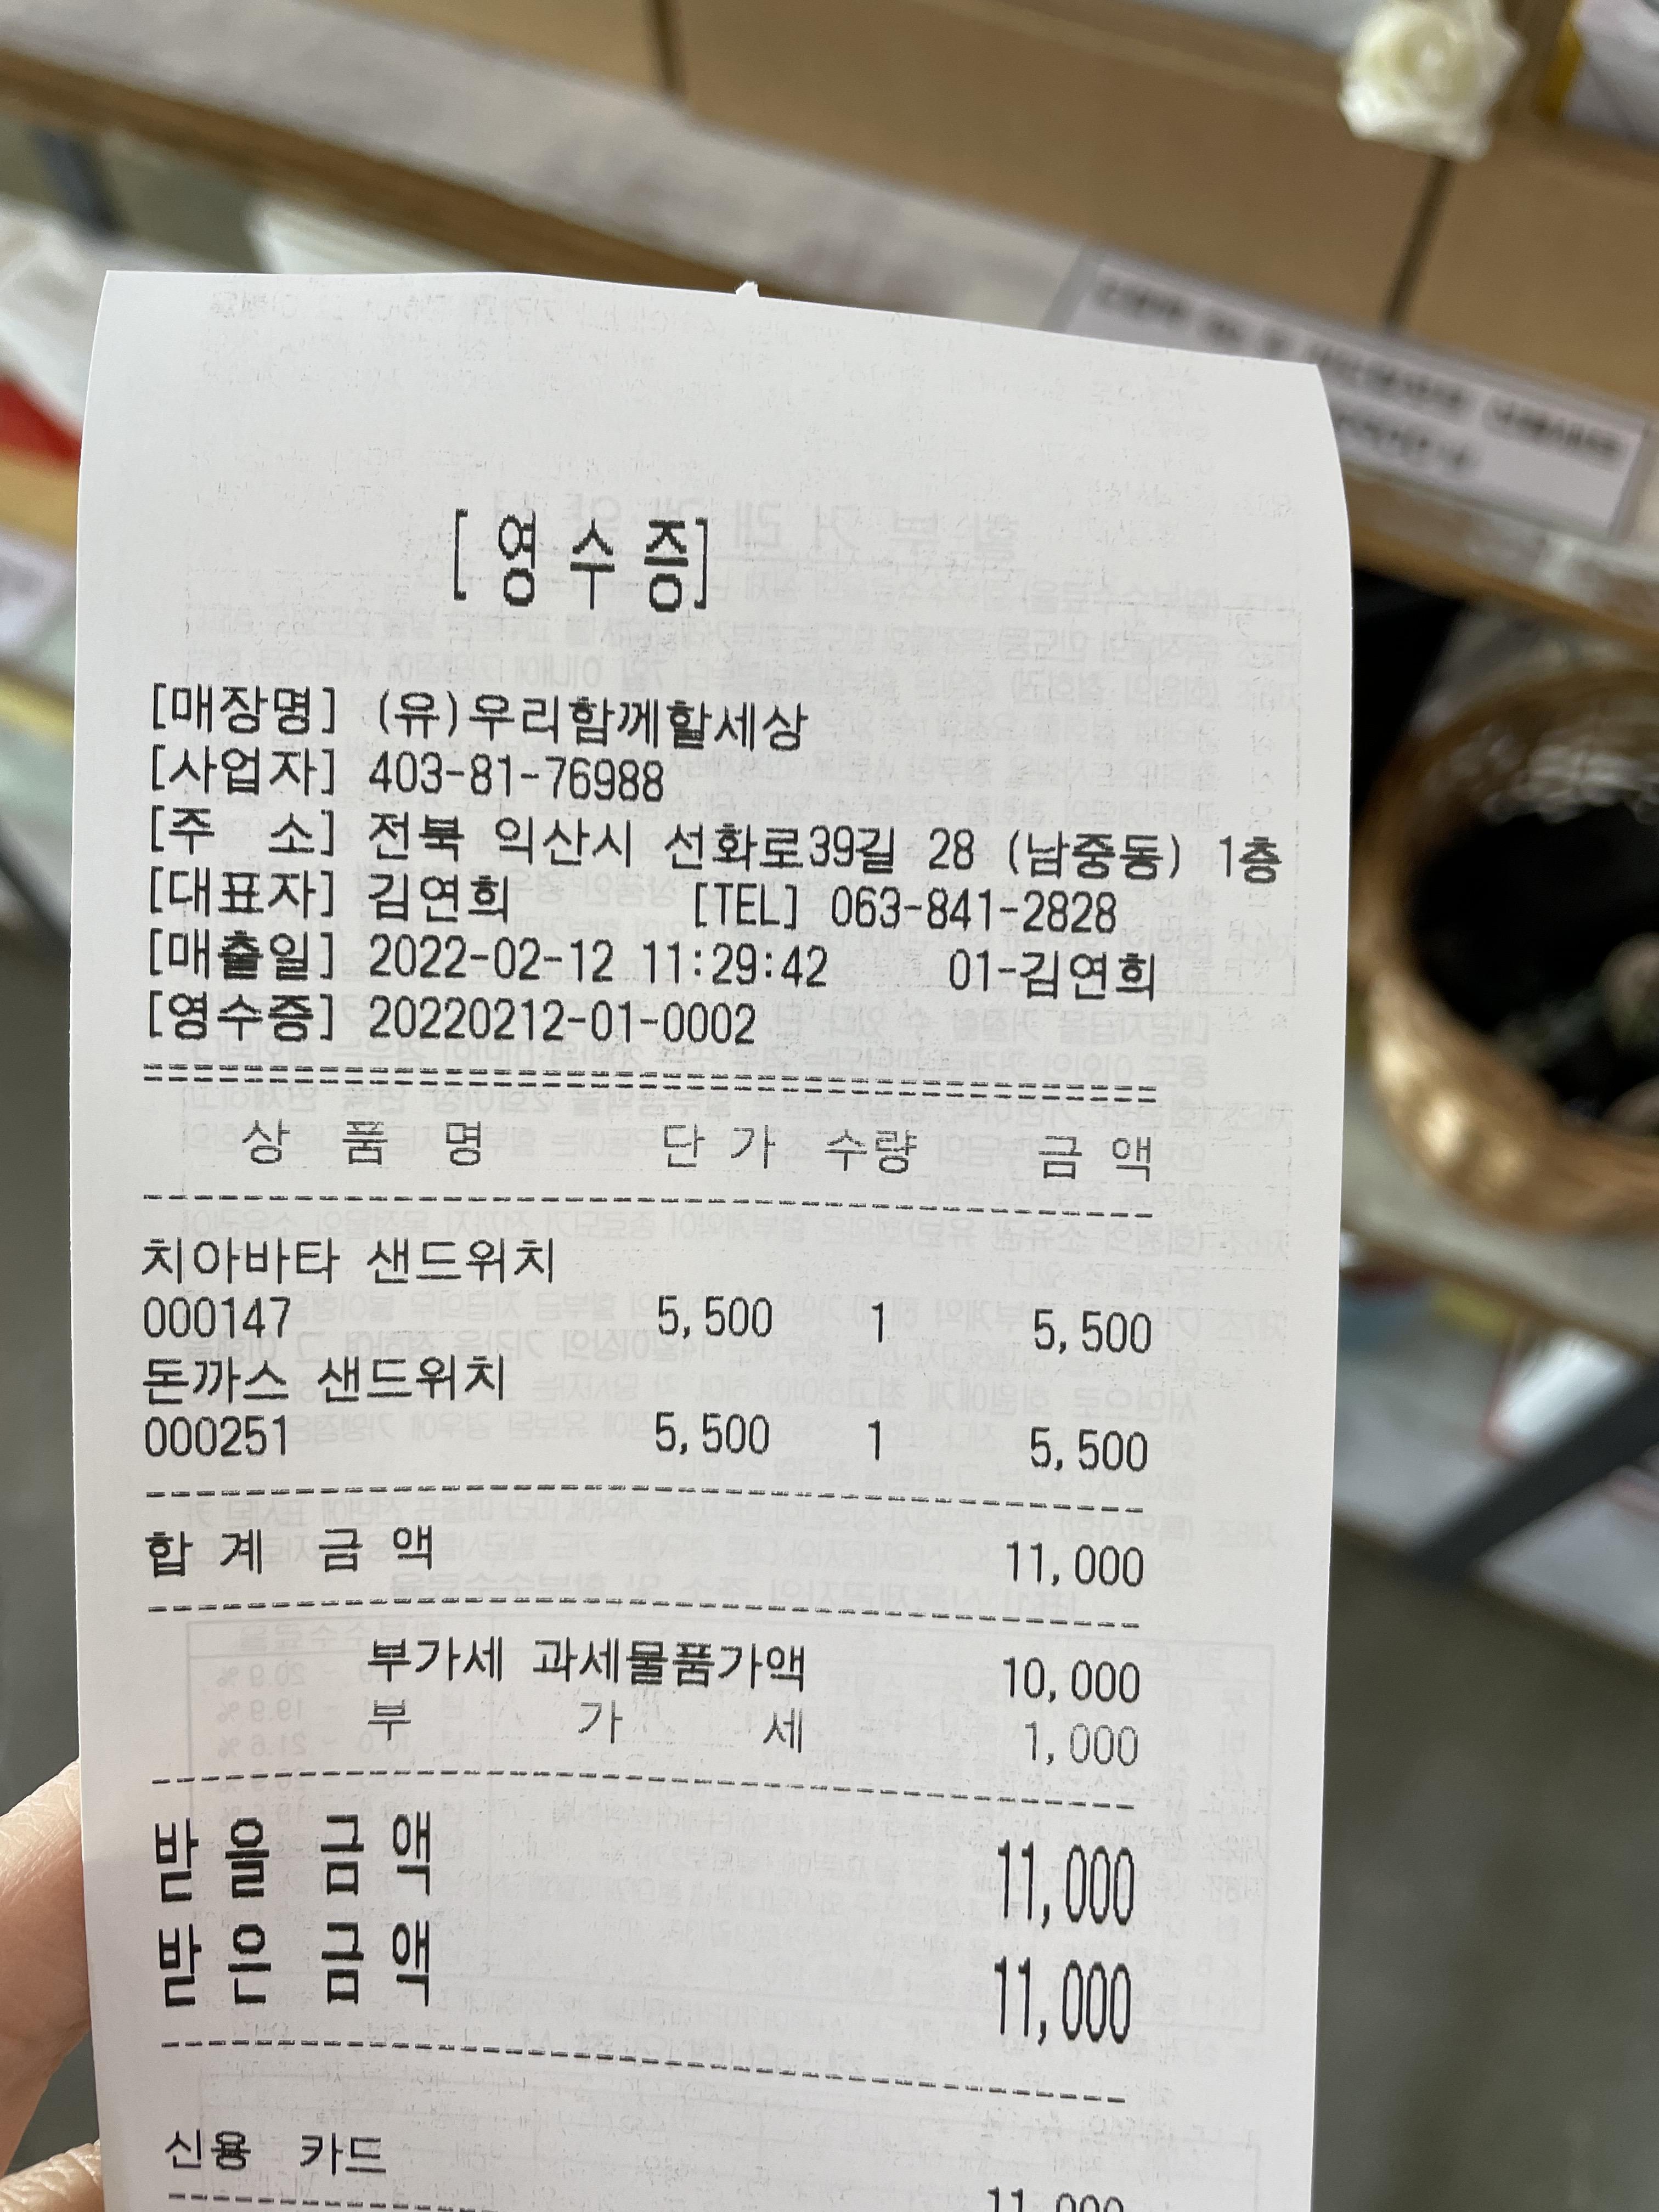 [영수증]
[매장명] (유)우리함께할세상
[사업자] 403-81-76988
[주 소] 전북 익산시 선화로39길 28 (남중동) 1층
[대표자] 김연희 [TEL] 063-841-2828
[매출일] 2022-02-12 11:29:42 01-김연희
[영수증] 20220212-01-0002
상 품 명 단 가 수량 금 액
치아바타 샌드위치
000147 5,500 1 5,500
돈까스 샌드위치
000251 5,500 1 5,500
합 계 금 액 11,000
부가세 과세물품가액 10,000
부 가 세 1,000
받 을 금 액 11,000
받 은 금 액 11,000
신용 카드
11,000